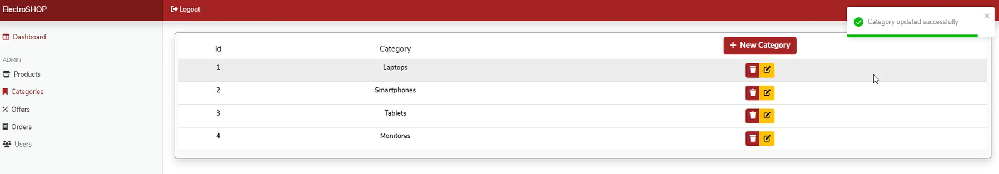 ElectroSHOP
Logout
Category updated successfully
Dashboard
ADMIN
Products
Categories
Offers
Orders
Users
Id Category New Category
1 Laptops
2 Smartphones
3 Tablets
4 Monitores